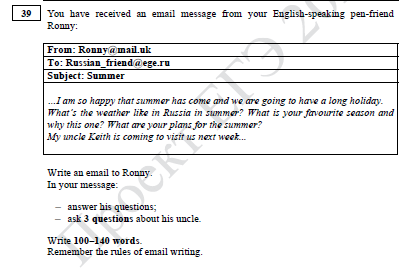 39 You have received an email message from your English-speaking pen-friend
Ronny:
From: Ronny@mail.uk
To: Russian_friend@ege.ru
Subject: Summer
...I am so happy that summer has come and we are going to have a long holiday.
What's the weather like in Russia in summer? What is your favourite season and
why this one? What are your plans for the summer?
My uncle Keith is coming to visit us next week...
Write an email to Ronny.
In your message:
– answer his questions;
– ask 3 questions about his uncle.
Write 100–140 words.
Remember the rules of email writing.
Проект ЕГЭ 20